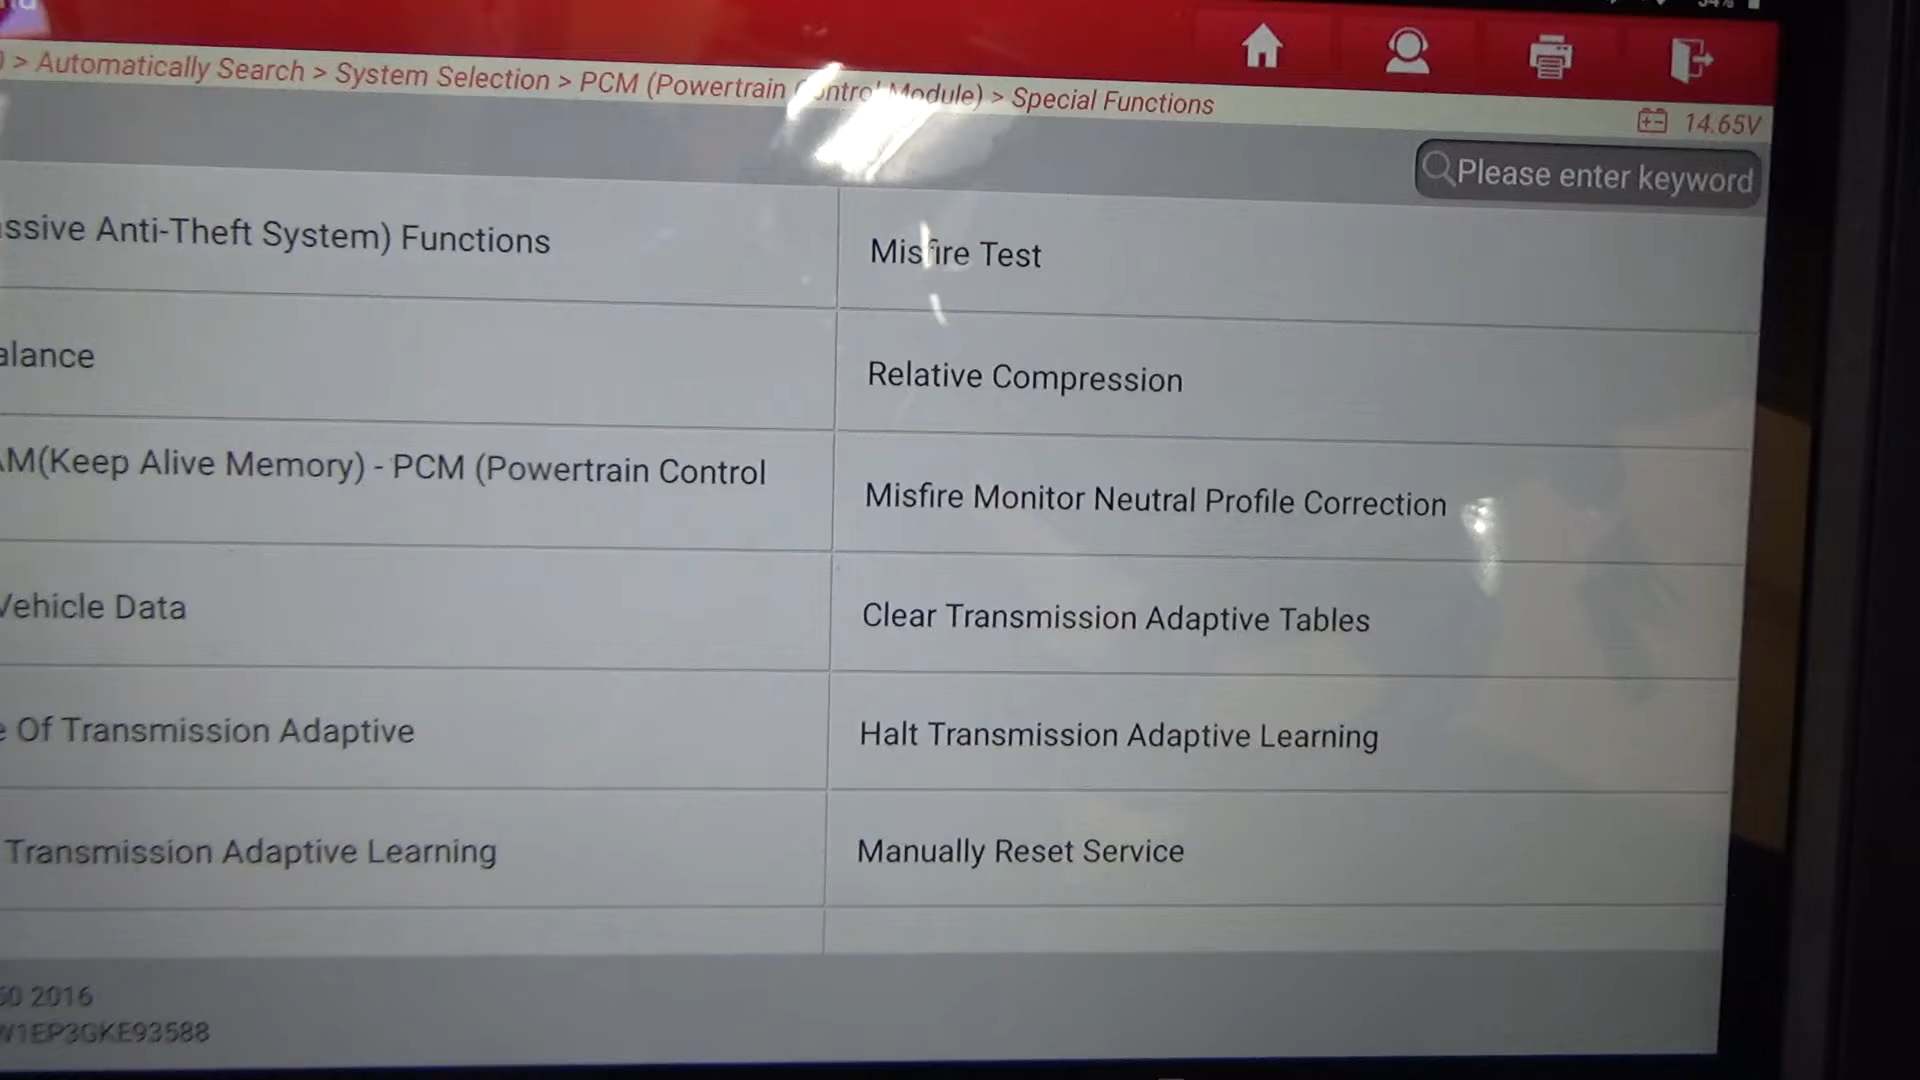 54%
> Automatically Search > System Selection > PCM (Powertrain Control Module) > Special Functions
14.65V
Please enter keyword
Anti-Theft System) Functions
Misfire Test
Relative Compression
(Keep Alive Memory) - PCM (Powertrain Control
Misfire Monitor Neutral Profile Correction
Vehicle Data
Clear Transmission Adaptive Tables
Of Transmission Adaptive
Halt Transmission Adaptive Learning
Transmission Adaptive Learning
Manually Reset Service
2016
W1EP3GKE93588